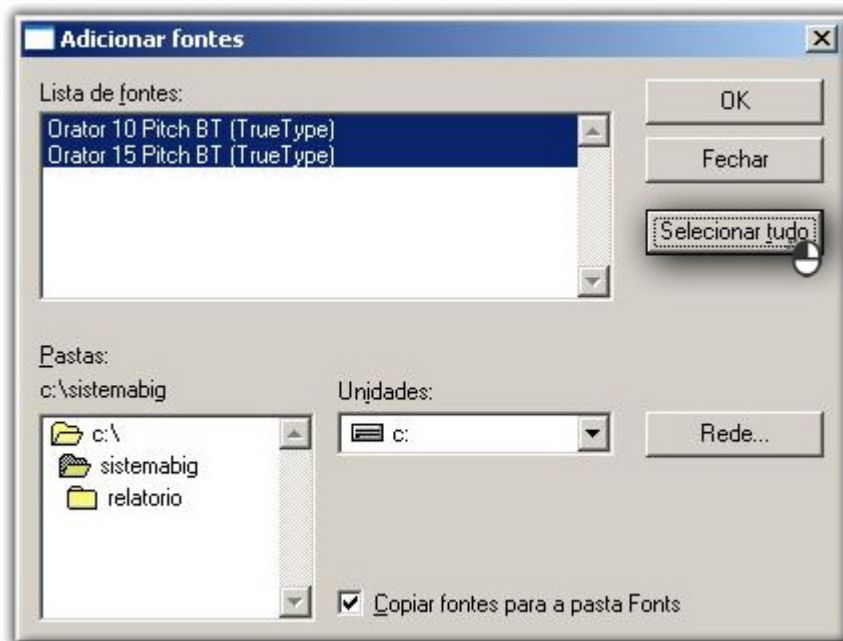 Adicionar fontes
Lista de fontes:
Orator 10 Pitch BT (TrueType)
Orator 15 Pitch BT (TrueType)
OK
Fechar
Selecionar tudo
Pastas:
c:\sistemabig
c:\
sistemabig
relatorio
Unidades:
c:
Rede...
Copiar fontes para a pasta Fonts